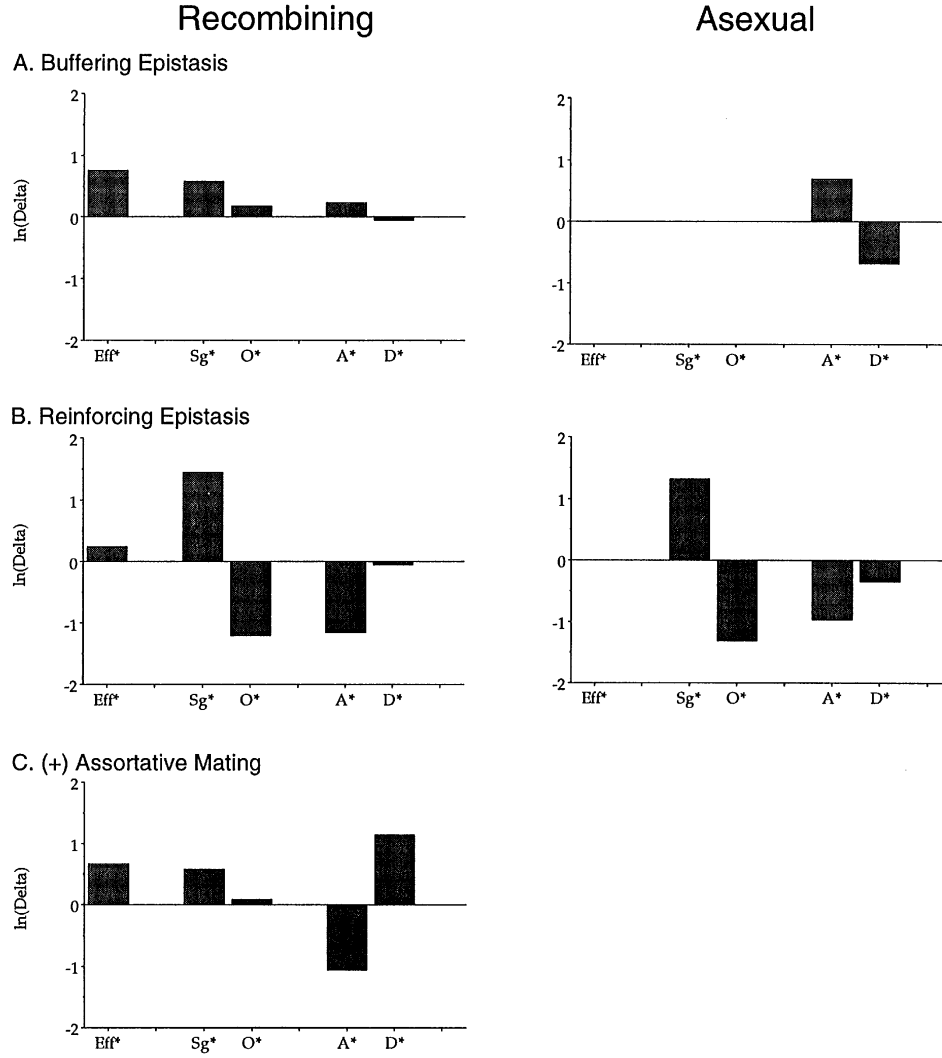 Recombining Asexual
A. Buffering Epistasis
2
1
0
-1
-2
ln(Delta)
Eff* Sg* O* A* D*
2
1
0
-1
-2
Eff* Sg* O* A* D*
B. Reinforcing Epistasis
2
1
0
-1
-2
ln(Delta)
Eff* Sg* O* A* D*
2
1
0
-1
-2
Eff* Sg* O* A* D*
C. (+) Assortative Mating
2
1
0
-1
-2
ln(Delta)
Eff* Sg* O* A* D*